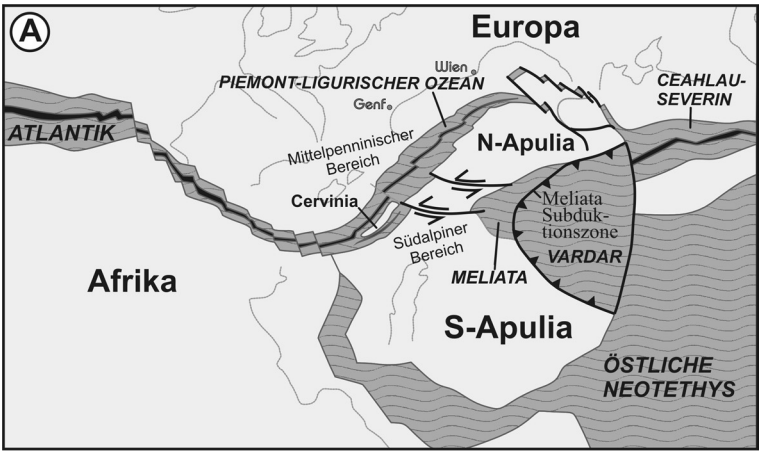 A
Europa
Wien
PIEMONT-LIGURISCHER OZEAN
Genf
CEAHLAU-
SEVERIN
ATLANTIK
Mittelpenninischer
Bereich
N-Apulia
Cervinia
Meliata
Subduk-
tionszone
Südalpiner
Bereich
VARDAR
MELIATA
Afrika
S-Apulia
ÖSTLICHE
NEOTETHYS